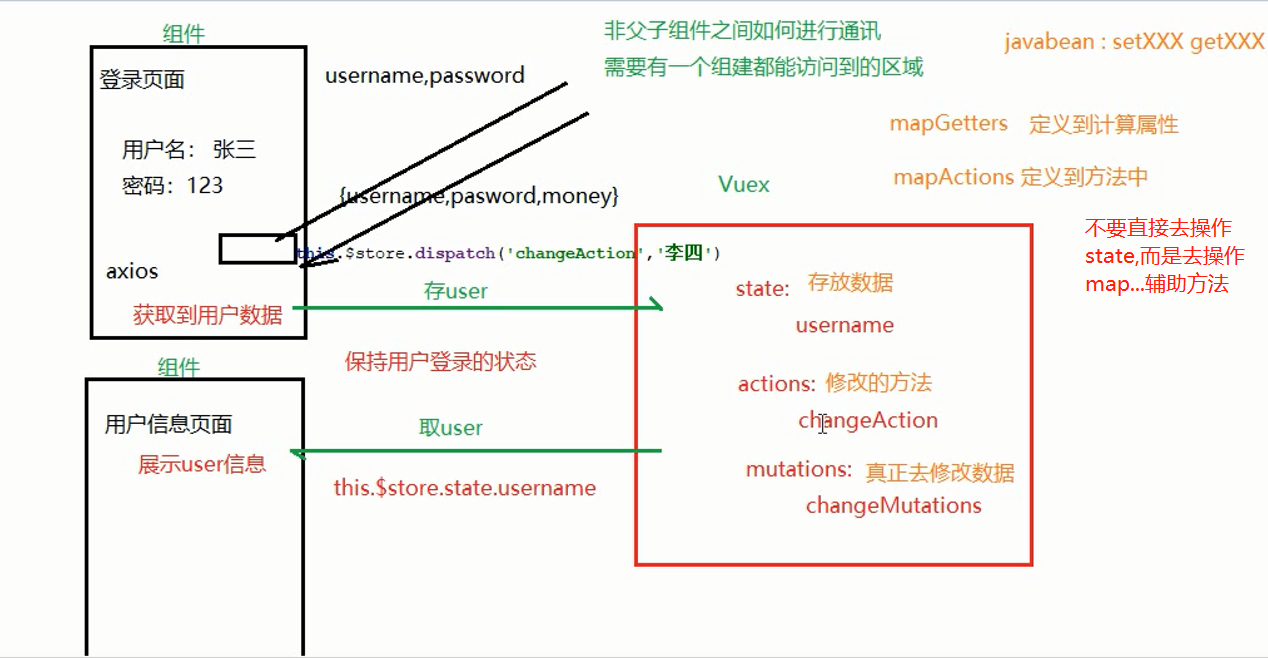 组件
登录页面
用户名： 张三
密码：123
axios
获取到用户数据
username,password
{username,pasword,money}
this.$store.dispatch('changeAction','李四')
存user
保持用户登录的状态
组件
用户信息页面
展示user信息
取user
this.$store.state.username
非父子组件之间如何进行通讯
需要有一个组建都能访问到的区域
Vuex
state: 存放数据
username
actions: 修改的方法
changeAction
mutations: 真正去修改数据
changeMutations
javabean : setXXX getXXX
mapGetters 定义到计算属性
mapActions 定义到方法中
不要直接去操作
state,而是去操作
map...辅助方法